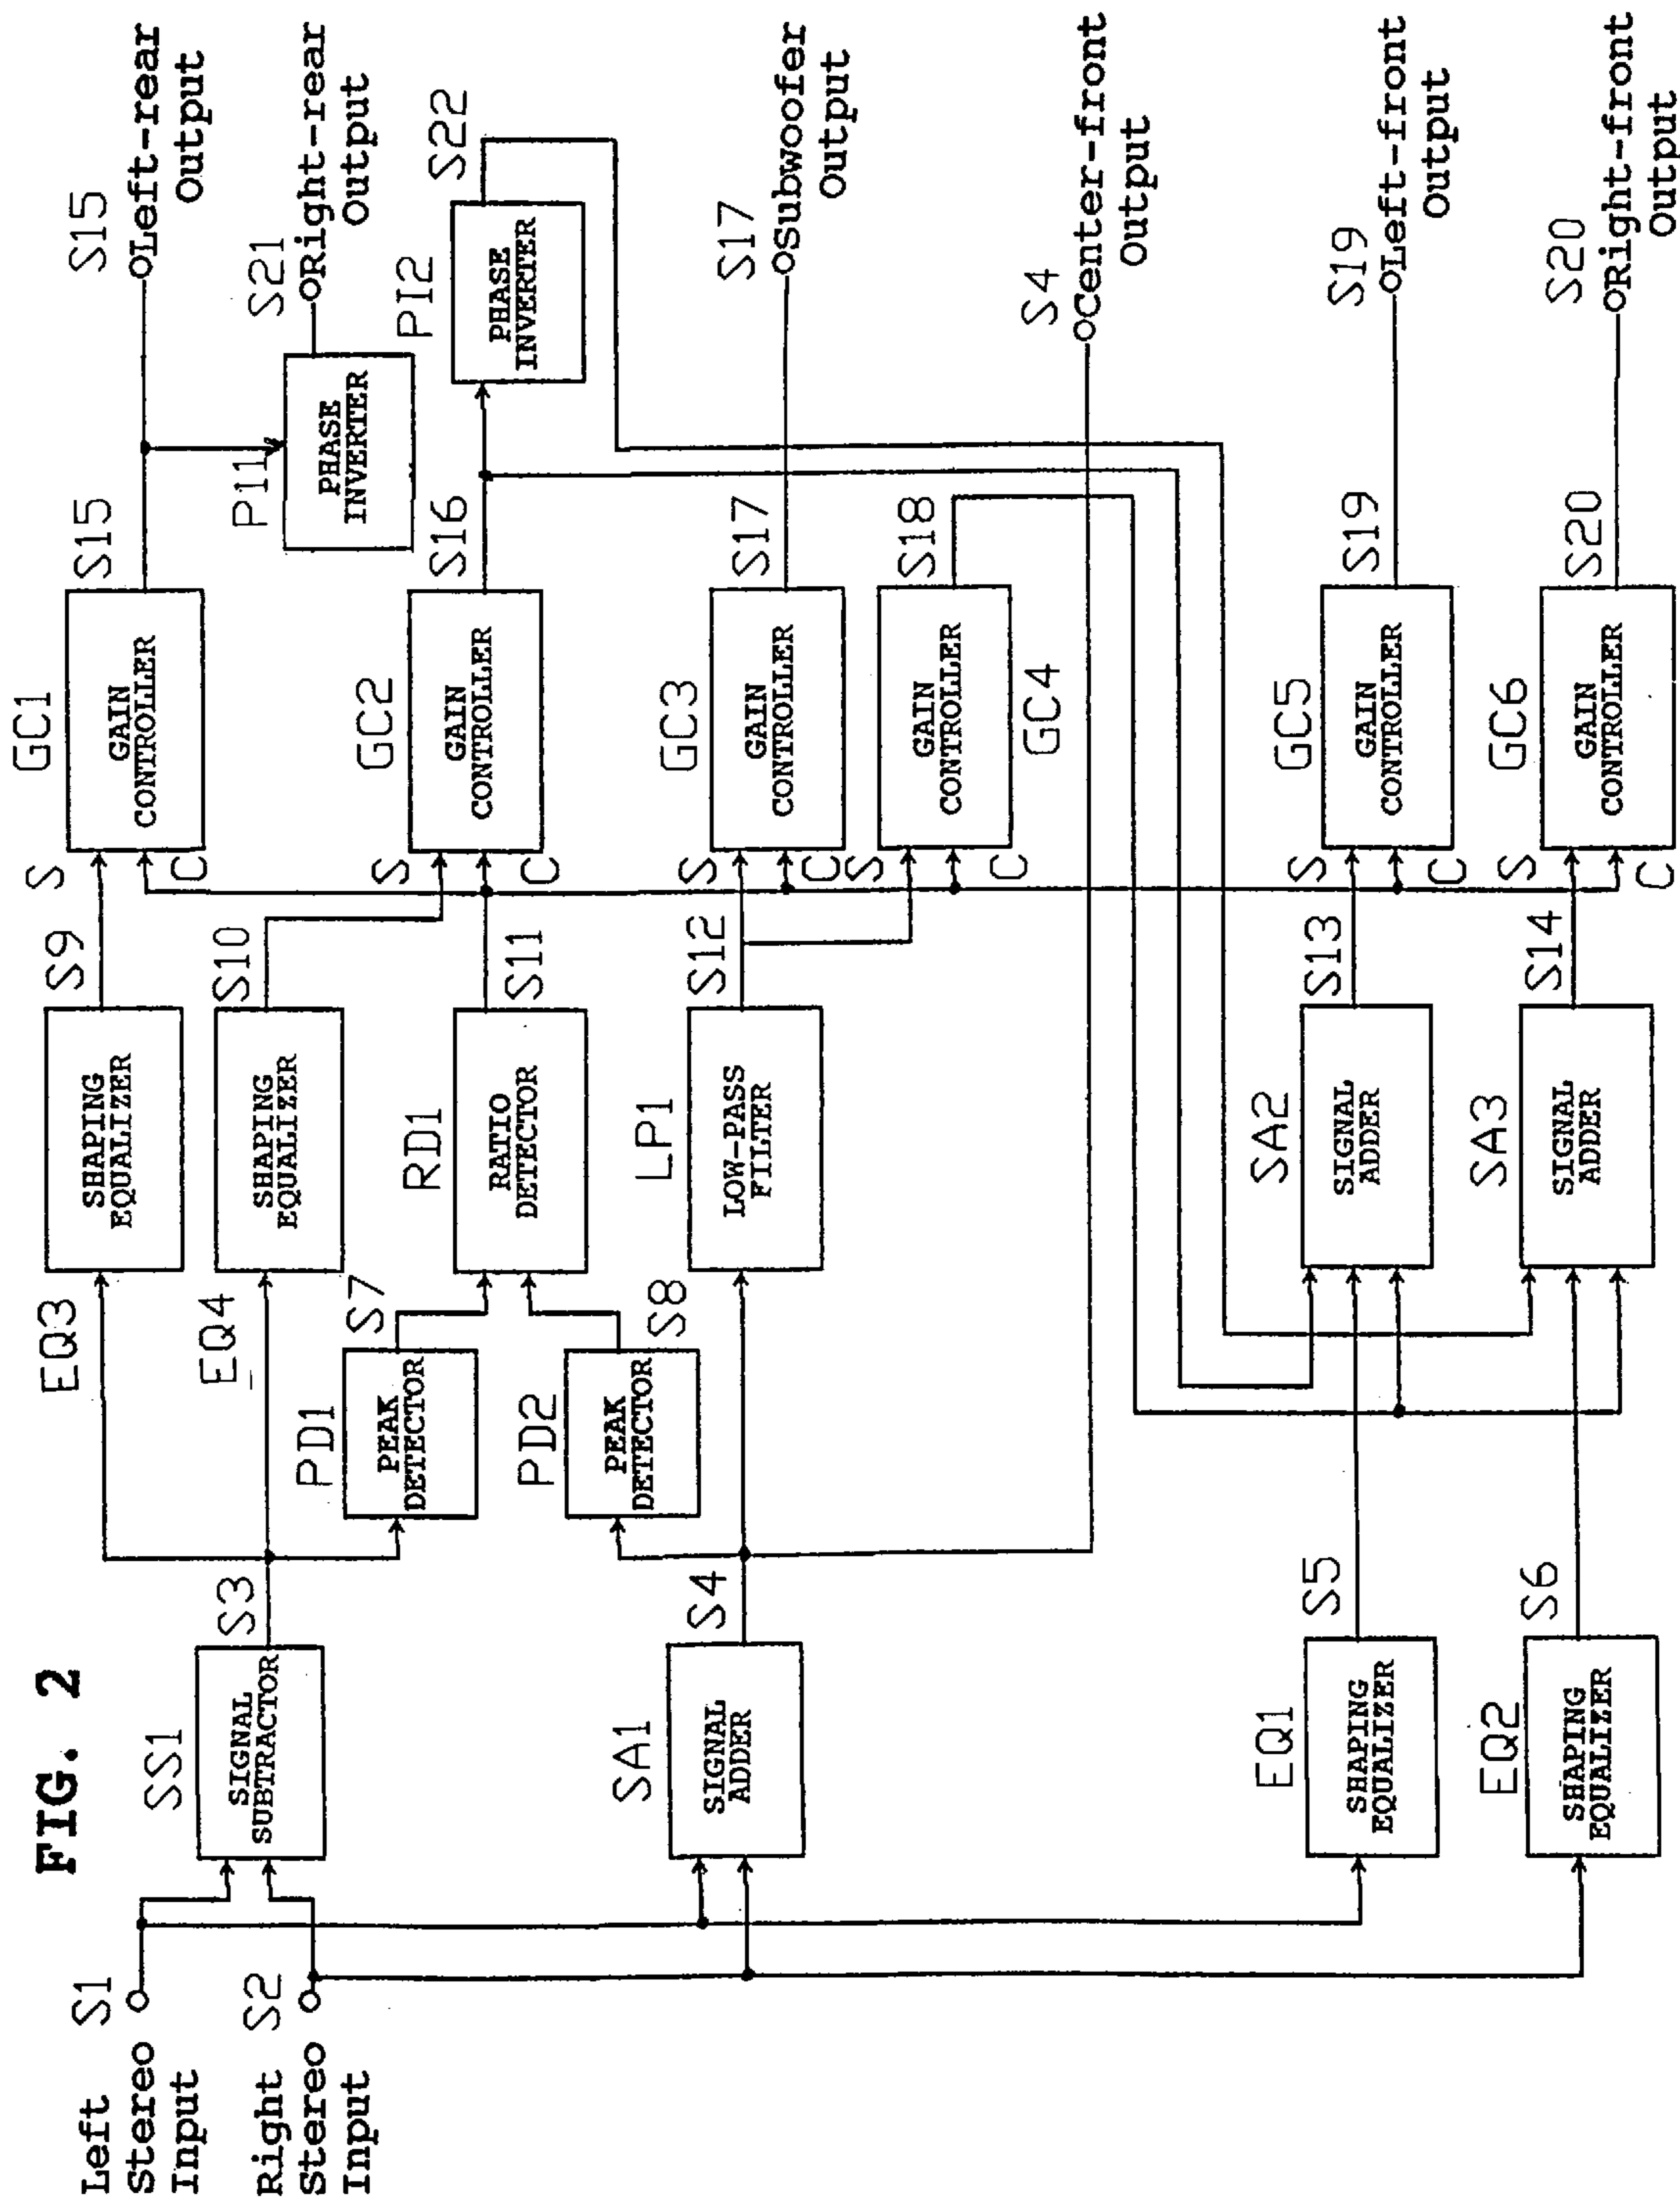 FIG. 2
Left
Stereo
Input
S1
Right
Stereo
Input
S2
SS1
SIGNAL
SUBTRACTOR
S3
SA1
SIGNAL
ADDER
S4
EQ1
SHAPING
EQUALIZER
S5
EQ2
SHAPING
EQUALIZER
S6
EQ3
SHAPING
EQUALIZER
S9
EQ4
SHAPING
EQUALIZER
S10
PD1
PEAK
DETECTOR
S7
PD2
PEAK
DETECTOR
S8
RD1
RATIO
DETECTOR
S11
LP1
LOW-PASS
FILTER
S12
SA2
SIGNAL
ADDER
S13
SA3
SIGNAL
ADDER
S14
GC1
S
C
GAIN
CONTROLLER
S15
GC2
S
C
GAIN
CONTROLLER
S16
GC3
S
C
GAIN
CONTROLLER
S17
S
C
GAIN
CONTROLLER
GC4
S18
GC5
S
C
GAIN
CONTROLLER
S19
GC6
S
C
GAIN
CONTROLLER
S20
P11
PHASE
INVERTER
PI2
PHASE
INVERTER
S22
S15
Left-rear
Output
S21
Right-rear
Output
S17
Subwoofer
Output
S4
Center-front
Output
S19
Left-front
Output
S20
Right-front
Output